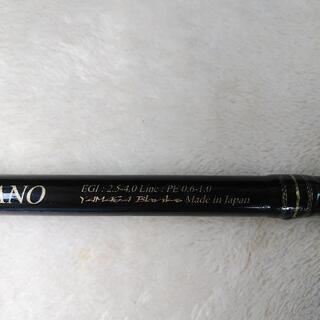 ANO
EGI : 2.5-4.0 Line : PE 0.6-1.0
YAMAGA Blanks Made in Japan